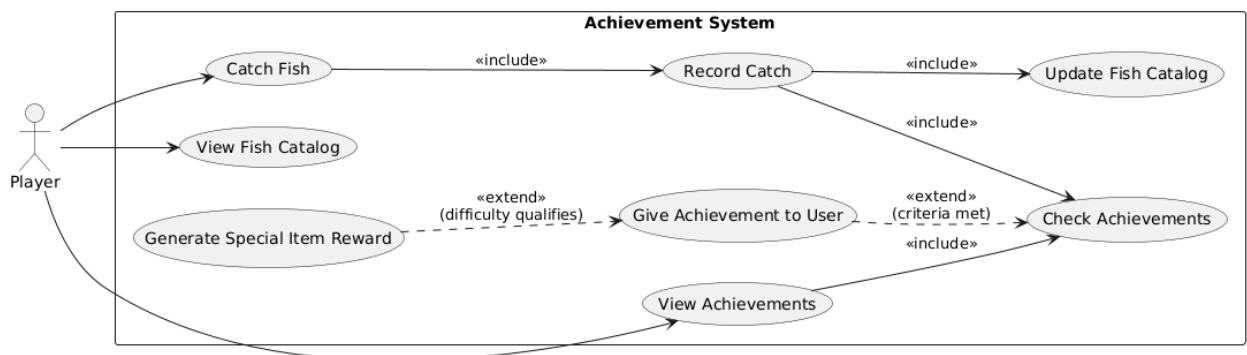 Achievement System
Catch Fish
«include»
Record Catch
«include»
Update Fish Catalog
«include»
View Fish Catalog
Player
Generate Special Item Reward
«extend»
(difficulty qualifies)
Give Achievement to User
«extend»
(criteria met)
Check Achievements
«include»
View Achievements